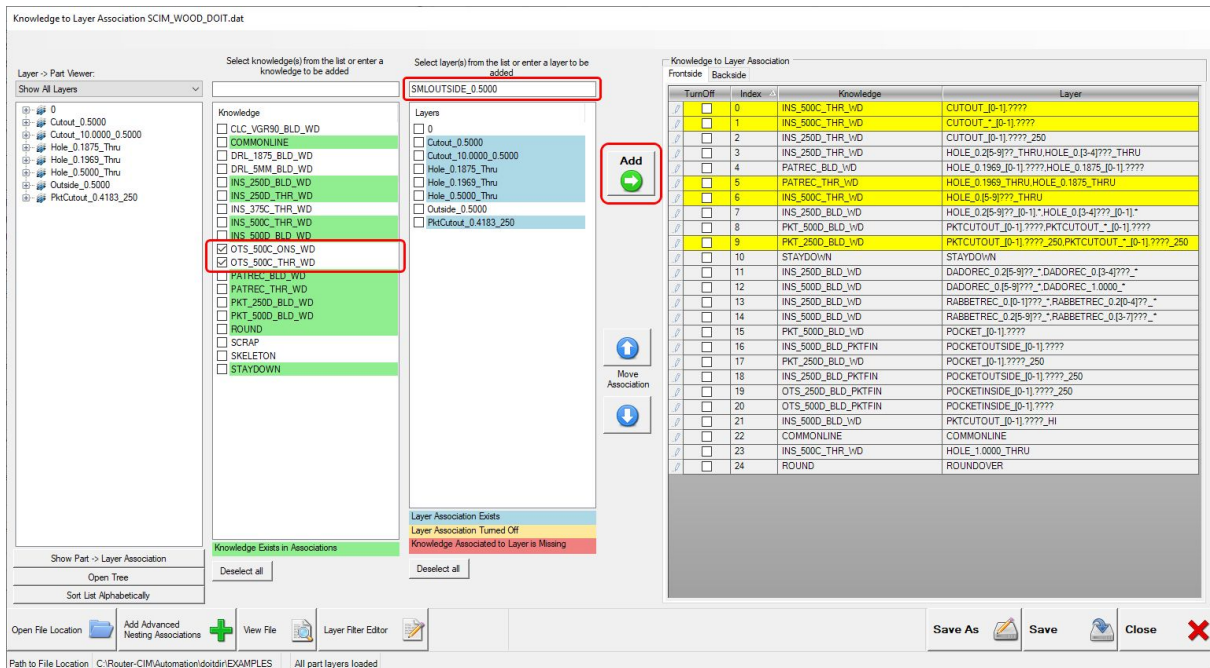 Knowledge to Layer Association SCIM_WOOD_DOIT.dat
Layer -> Part Viewer:
Show All Layers
0
Cutout_0.5000
Cutout_10.0000_0.5000
Hole_0.1875_Thru
Hole_0.1969_Thru
Hole_0.5000_Thru
Outside_0.5000
PktCutout_0.4183_250
Show Part -> Layer Association
Open Tree
Sort List Alphabetically
Select knowledge(s) from the list or enter a
knowledge to be added
Knowledge
CLC_VGR90_BLD_WD
COMMONLINE
DRL_1875_BLD_WD
DRL_5MM_BLD_WD
INS_250D_BLD_WD
INS_250D_THR_WD
INS_375C_THR_WD
INS_500C_THR_WD
INS_500D_BLD_WD
OTS_500C_ONS_WD
OTS_500C_THR_WD
PATREC_BLD_WD
PATREC_THR_WD
PKT_250D_BLD_WD
PKT_500D_BLD_WD
ROUND
SCRAP
SKELETON
STAYDOWN
Knowledge Exists in Associations
Deselect all
Select layer(s) from the list or enter a layer to be
added
SMLOUTSIDE_0.5000
Layers
0
Cutout_0.5000
Cutout_10.0000_0.5000
Hole_0.1875_Thru
Hole_0.1969_Thru
Hole_0.5000_Thru
Outside_0.5000
PktCutout_0.4183_250
Layer Association Exists
Layer Association Turned Off
Knowledge Associated to Layer is Missing
Deselect all
Add
Move
Association
Knowledge to Layer Association
Frontside Backside
TurnOff Index Knowledge Layer
0 INS_500C_THR_WD CUTOUT_[0-1].????
1 INS_500C_THR_WD CUTOUT_*_[0-1].????
2 INS_250D_THR_WD CUTOUT_[0-1].????_250
3 INS_250D_THR_WD HOLE_0.2[5-9]??_THRU,HOLE_0.[3-4]???_THRU
4 PATREC_BLD_WD HOLE_0.1969_[0-1].????,HOLE_0.1875_[0-1].????
5 PATREC_THR_WD HOLE_0.1969_THRU,HOLE_0.1875_THRU
6 INS_500C_THR_WD HOLE_0.[5-9]???_THRU
7 INS_250D_BLD_WD HOLE_0.2[5-9]??_[0-1].*,HOLE_0.[3-4]???_[0-1].*
8 PKT_500D_BLD_WD PKTCUTOUT_[0-1].????,PKTCUTOUT_*_[0-1].????
9 PKT_250D_BLD_WD PKTCUTOUT_[0-1].????_250,PKTCUTOUT_*_[0-1].????_250
10 STAYDOWN STAYDOWN
11 INS_250D_BLD_WD DADOREC_0.2[5-9]??_*,DADOREC_0.[3-4]???_*
12 INS_500D_BLD_WD DADOREC_0.[5-9]???_*,DADOREC_1.0000_*
13 INS_250D_BLD_WD RABBETREC_0.[0-1]???_*,RABBETREC_0.2[0-4]??_*
14 INS_500D_BLD_WD RABBETREC_0.2[5-9]??_*,RABBETREC_0.[3-7]???_*
15 PKT_500D_BLD_WD POCKET_[0-1].????
16 INS_500D_BLD_PKTFIN POCKETOUTSIDE_[0-1].????
17 PKT_250D_BLD_WD POCKET_[0-1].????_250
18 INS_250D_BLD_PKTFIN POCKETOUTSIDE_[0-1].????_250
19 OTS_250D_BLD_PKTFIN POCKETINSIDE_[0-1].????_250
20 OTS_500D_BLD_PKTFIN POCKETINSIDE_[0-1].????
21 INS_500D_BLD_WD PKTCUTOUT_[0-1].????_HI
22 COMMONLINE COMMONLINE
23 INS_500C_THR_WD HOLE_1.0000_THRU
24 ROUND ROUNDOVER
Open File Location
Add Advanced
Nesting Associations
View File
Layer Filter Editor
Save As
Save
Close
Path to File Location C:\Router-CIM\Automation\doitdir\EXAMPLES All part layers loaded